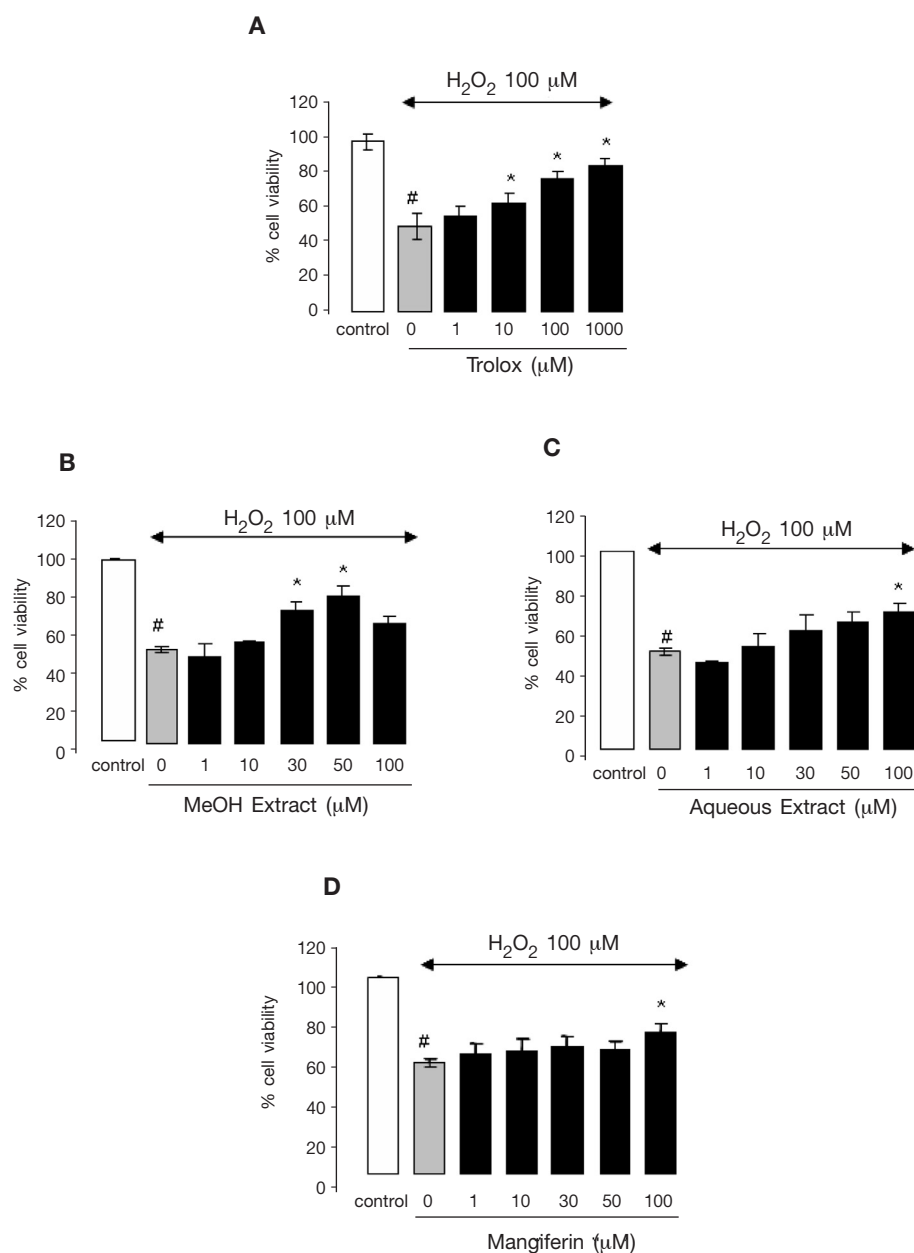 A
H2O2 100 μM
% cell viability
120
100
80
60
40
20
0
#
*
*
*
control 0 1 10 100 1000
Trolox (μM)
B
H2O2 100 μM
% cell viability
120
100
80
60
40
20
0
#
*
*
control 0 1 10 30 50 100
MeOH Extract (μM)
C
H2O2 100 μM
% cell viability
120
100
80
60
40
20
0
#
*
control 0 1 10 30 50 100
Aqueous Extract (μM)
D
H2O2 100 μM
% cell viability
120
100
80
60
40
20
0
#
*
control 0 1 10 30 50 100
Mangiferin (μM)